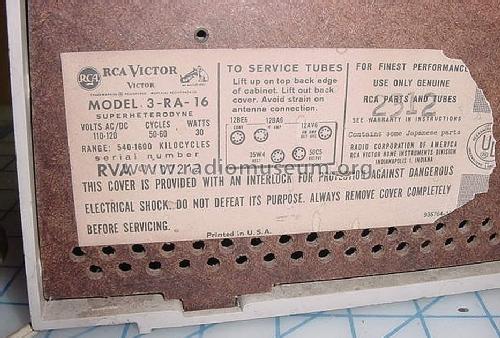 RCA VICTOR
VICTOR
MODEL. 3-RA-16
SUPERHETERODYNE
VOLTS AC/DC CYCLES WATTS
110-120 50-60 30
RANGE: 540-1600 KILOCYCLES
serial number
RVA
TO SERVICE TUBES
Lift up on top back edge
of cabinet. Lift out back
cover. Avoid strain on
antenna connection.
12BE6 12BA6 12AV6
35W4 50C5
FOR FINEST PERFORMANC
USE ONLY GENUINE
RCA PARTS AND TUBES
SEE WARRANTY IN INSTRUCTIONS
Contains some Japanese parts
RADIO CORPORATION OF AMERICA
RCA VICTOR HOME INSTRUMENTS DIVISION
INDIANAPOLIS 1, INDIANA
www.radiomuseum.org
THIS COVER IS PROVIDED WITH AN INTERLOCK FOR PROTECTION AGAINST DANGEROUS
ELECTRICAL SHOCK. DO NOT DEFEAT ITS PURPOSE. ALWAYS REMOVE COVER COMPLETELY
BEFORE SERVICING.
Printed in U.S.A.